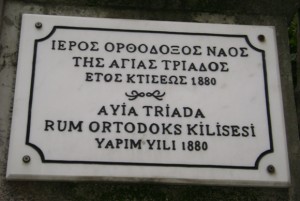 ΙΕΡΟΣ ΟΡΘΟΔΟΞΟΣ ΝΑΟΣ
ΤΗΣ ΑΓΙΑΣ ΤΡΙΑΔΟΣ
ΕΤΟΣ ΚΤΙΣΕΩΣ 1880
AYİA TRİADA
RUM ORTODOKS KİLİSESİ
YAPIM YILI 1880